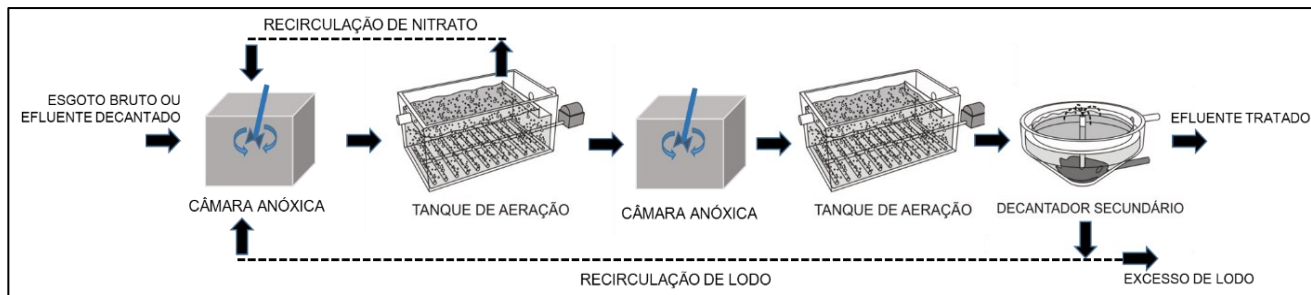 RECIRCULAÇÃO DE NITRATO
ESGOTO BRUTO OU
EFLUENTE DECANTADO
EFLUENTE TRATADO
CÂMARA ANÓXICA
TANQUE DE AERAÇÃO
CÂMARA ANÓXICA
TANQUE DE AERAÇÃO
DECANTADOR SECUNDÁRIO
RECIRCULAÇÃO DE LODO
EXCESSO DE LODO